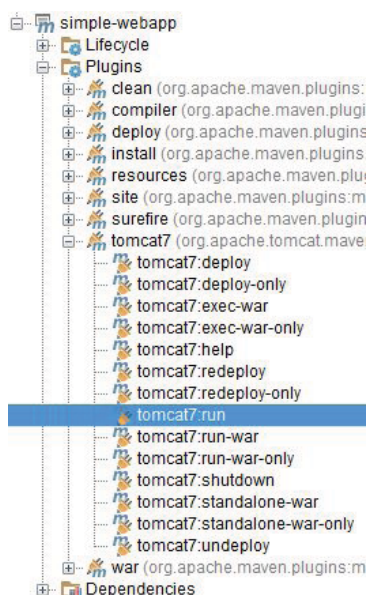 simple-webapp
Lifecycle
Plugins
clean (org.apache.maven.plugins:
compiler (org.apache.maven.plugi
deploy (org.apache.maven.plugins
install (org.apache.maven.plugins
resources (org.apache.maven.plug
site (org.apache.maven.plugins:m
surefire (org.apache.maven.plugin
tomcat7 (org.apache.tomcat.mave
tomcat7:deploy
tomcat7:deploy-only
tomcat7:exec-war
tomcat7:exec-war-only
tomcat7:help
tomcat7:redeploy
tomcat7:redeploy-only
tomcat7:run
tomcat7:run-war
tomcat7:run-war-only
tomcat7:shutdown
tomcat7:standalone-war
tomcat7:standalone-war-only
tomcat7:undeploy
war (org.apache.maven.plugins:m
Dependencies